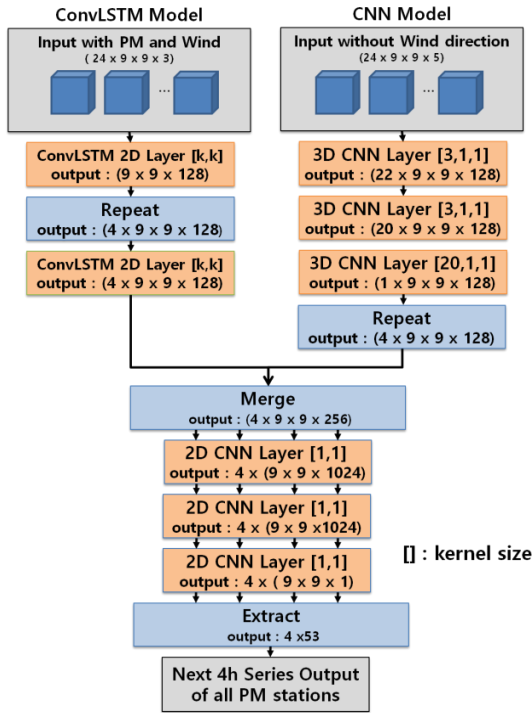 ConvLSTM Model
Input with PM and Wind
( 24 x 9 x 9 x 3 )
...
ConvLSTM 2D Layer [k,k]
output : (9 x 9 x 128)
Repeat
output : (4 x 9 x 9 x 128)
ConvLSTM 2D Layer [k,k]
output : (4 x 9 x 9 x 128)
CNN Model
Input without Wind direction
(24 x 9 x 9 x 5 )
...
3D CNN Layer [3,1,1]
output : (22 x 9 x 9 x 128)
3D CNN Layer [3,1,1]
output : (20 x 9 x 9 x 128)
3D CNN Layer [20,1,1]
output : (1 x 9 x 9 x 128)
Repeat
output : (4 x 9 x 9 x 128)
Merge
output : (4 x 9 x 9 x 256)
2D CNN Layer [1,1]
output : 4 x (9 x 9 x 1024)
2D CNN Layer [1,1]
output : 4 x (9 x 9 x1024)
2D CNN Layer [1,1]
output : 4 x ( 9 x 9 x 1)
[] : kernel size
Extract
output : 4 x53
Next 4h Series Output
of all PM stations